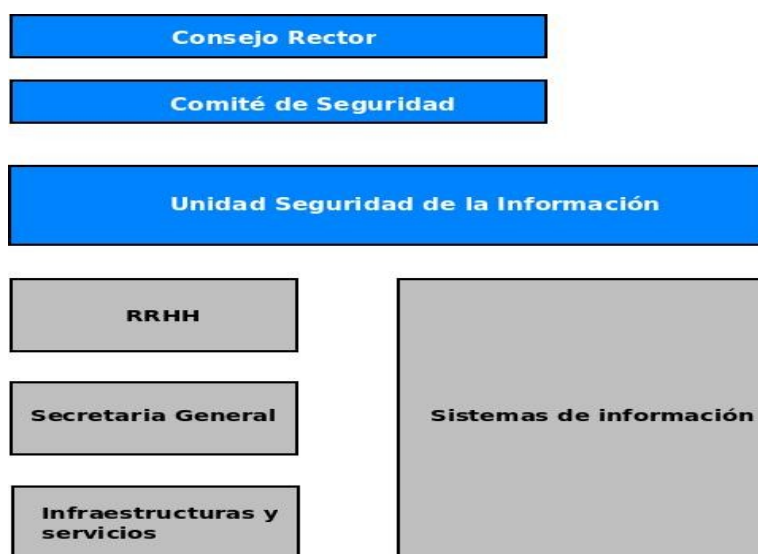 Consejo Rector
Comité de Seguridad
Unidad Seguridad de la Información
RRHH
Secretaria General
Sistemas de información
Infraestructuras y
servicios